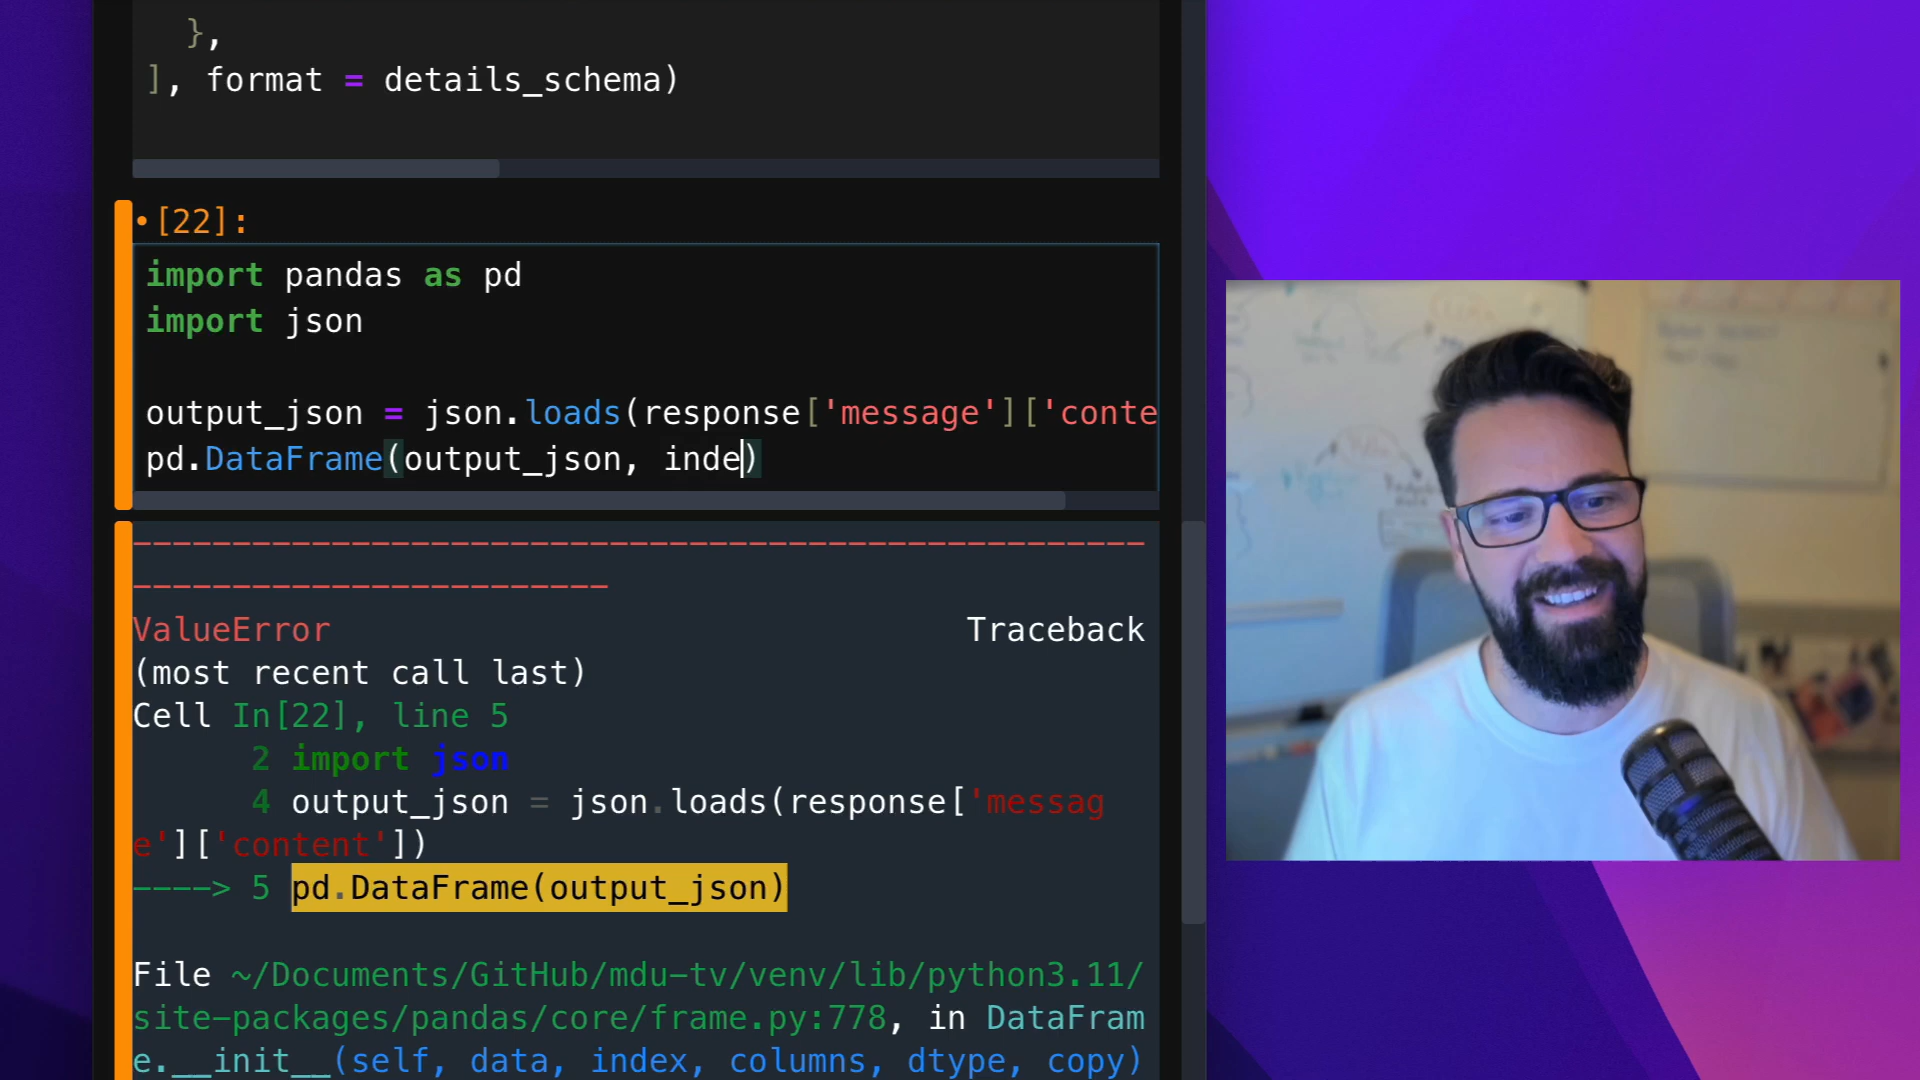 },
], format = details_schema)
•[22]:
import pandas as pd
import json
output_json = json.loads(response['message']['conte
pd.DataFrame(output_json, inde)
---------------------------------------------------
------------------------
ValueError Traceback
(most recent call last)
Cell In[22], line 5
2 import json
4 output_json = json.loads(response['messag
e']['content'])
----> 5 pd.DataFrame(output_json)
File ~/Documents/GitHub/mdu-tv/venv/lib/python3.11/
site-packages/pandas/core/frame.py:778, in DataFram
e.__init__(self, data, index, columns, dtype, copy)